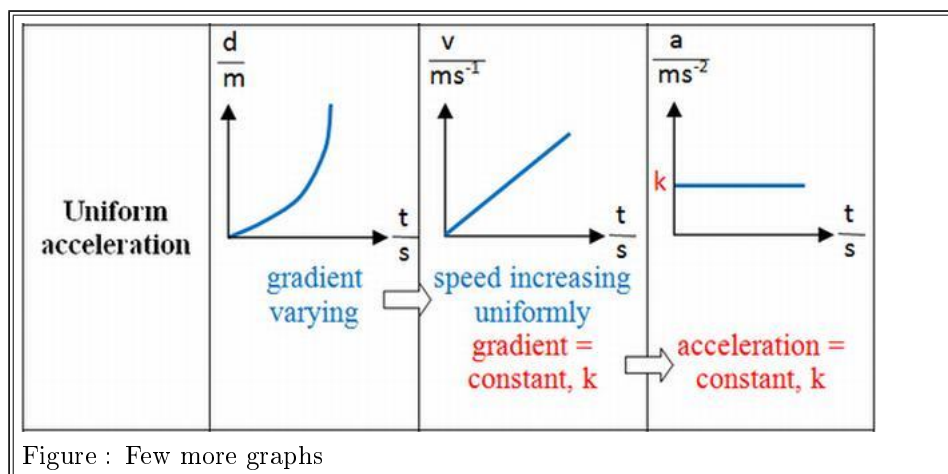 Uniform
acceleration
d
m
t
s
gradient
varying
v
ms-1
t
s
speed increasing
uniformly
gradient =
constant, k
a
ms-2
k
t
s
acceleration =
constant, k
Figure : Few more graphs